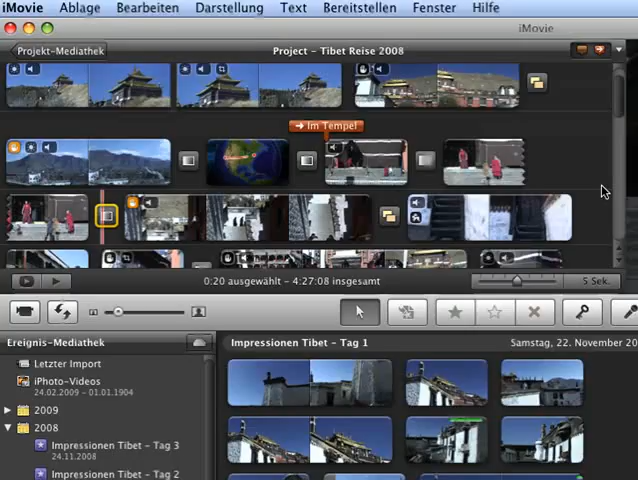 iMovie Ablage Bearbeiten Darstellung Text Bereitstellen Fenster Hilfe
iMovie
Projekt-Mediathek
Project - Tibet Reise 2008
Im Tempel
0:20 ausgewählt - 4:27:08 insgesamt
5 Sek.
Ereignis-Mediathek
Impressionen Tibet - Tag 1
Samstag, 22. November 20
Letzter Import
iPhoto-Videos
24.02.2009 - 01.01.1904
2009
2008
Impressionen Tibet - Tag 3
24.11.2008
Impressionen Tibet - Tag 2